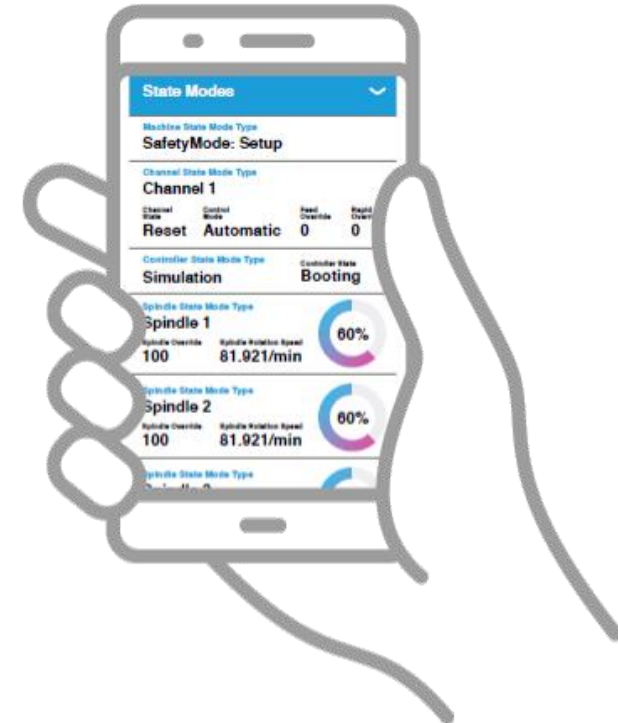 State Modes
Machine State Mode Type
SafetyMode: Setup
Channel State Mode Type
Channel 1
Channel State Control Mode Feed Override Rapid
Reset Automatic 0 0
Controller State Mode Type Controller State
Simulation Booting
Spindle State Mode Type
Spindle 1
60%
Spindle Override Spindle Rotation Speed
100 81.921/min
Spindle State Mode Type
Spindle 2
60%
Spindle Override Spindle Rotation Speed
100 81.921/min
Spindle State Mode Type